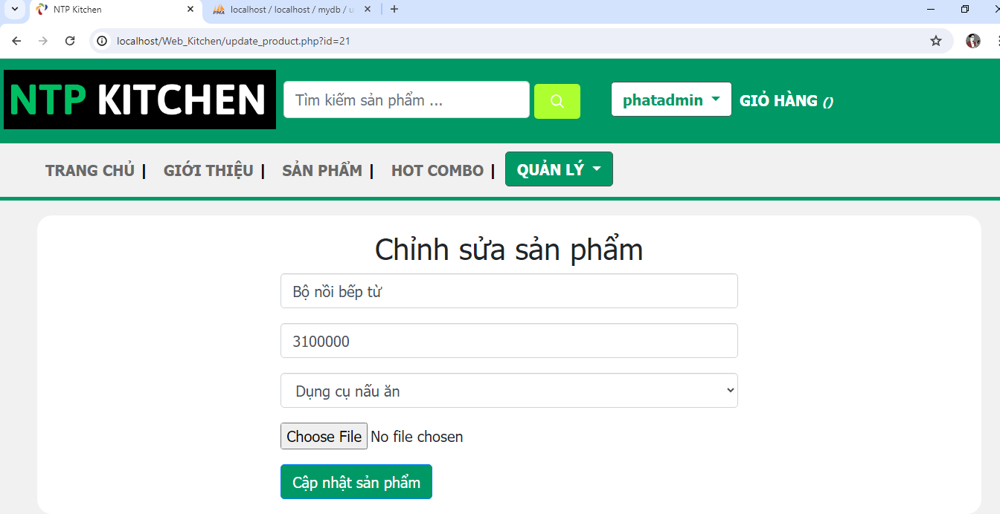 NTP Kitchen
localhost / localhost / mydb / u
localhost/Web_Kitchen/update_product.php?id=21
NTP KITCHEN
Tìm kiếm sản phẩm ...
phatadmin
GIỎ HÀNG ()
TRANG CHỦ | GIỚI THIỆU | SẢN PHẨM | HOT COMBO | QUẢN LÝ
Chỉnh sửa sản phẩm
Bộ nồi bếp từ
3100000
Dụng cụ nấu ăn
Choose File No file chosen
Cập nhật sản phẩm